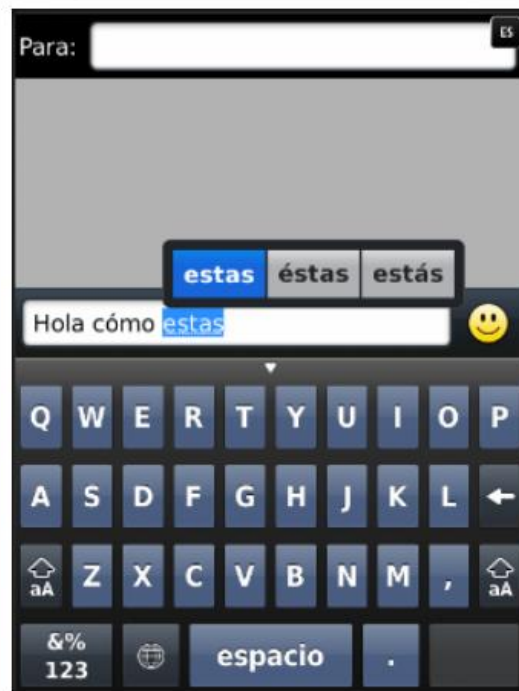 Para:
ES
estas éstas estás
Hola cómo estas
Q W E R T Y U I O P
A S D F G H J K L
aA Z X C V B N M , aA
&%
123 espacio .